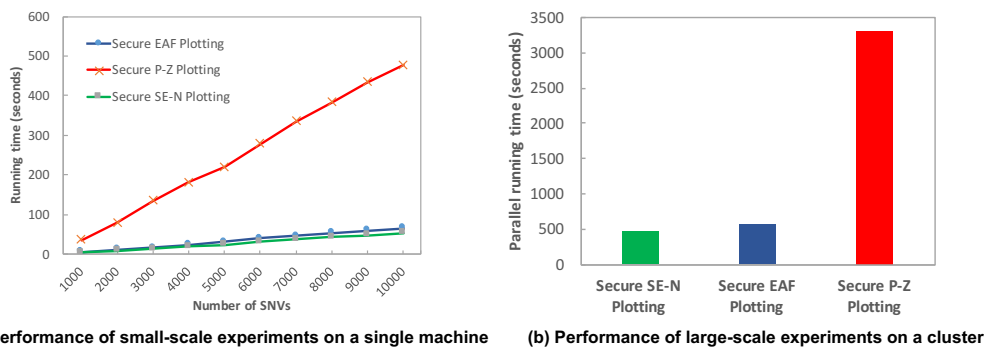 600
500
400
300
200
100
0
Running time (seconds)
Secure EAF Plotting
Secure P-Z Plotting
Secure SE-N Plotting
1000
2000
3000
4000
5000
6000
7000
8000
9000
10000
Number of SNVs
erformance of small-scale experiments on a single machine
3500
3000
2500
2000
1500
1000
500
0
Parallel running time (seconds)
Secure SE-N
Plotting
Secure EAF
Plotting
Secure P-Z
Plotting
(b) Performance of large-scale experiments on a cluster